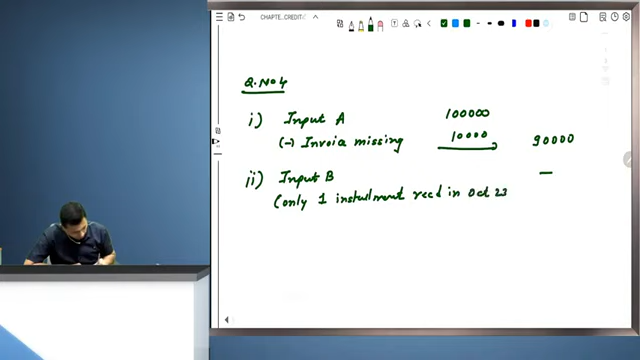 CHAPTE...CREDIT(
Q.No 4
i) Input A 100000
(-) Invoice missing 10000 90000
ii) Input B —
(only 1 instalment recd in Oct 23